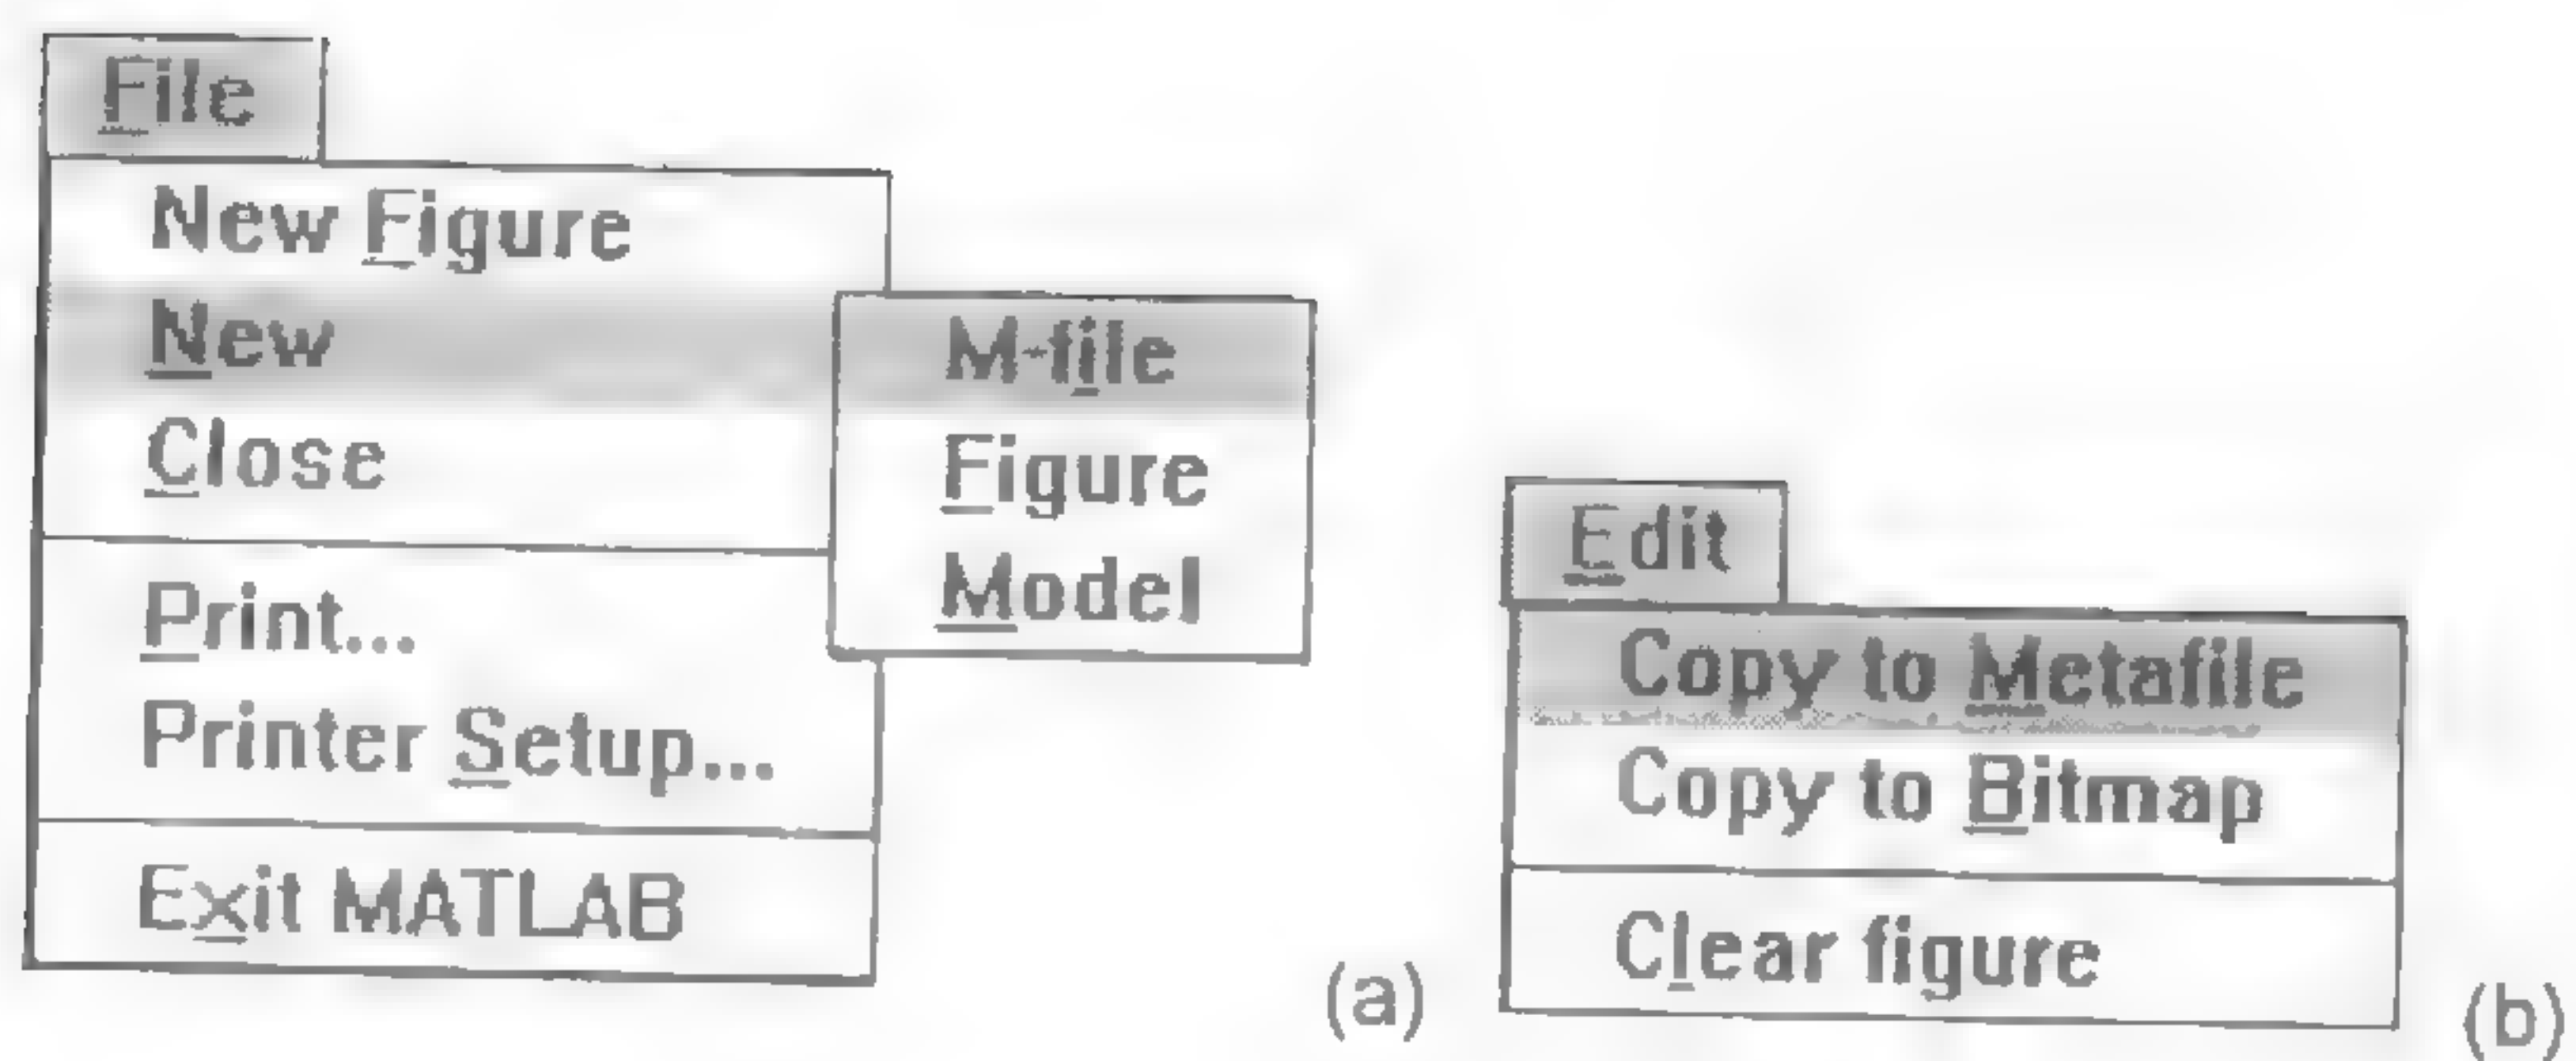 File
New Figure
New
Close
Print...
Printer Setup...
Exit MATLAB
M-file
Figure
Model
(a)
Edit
Copy to Metafile
Copy to Bitmap
Clear figure
(b)